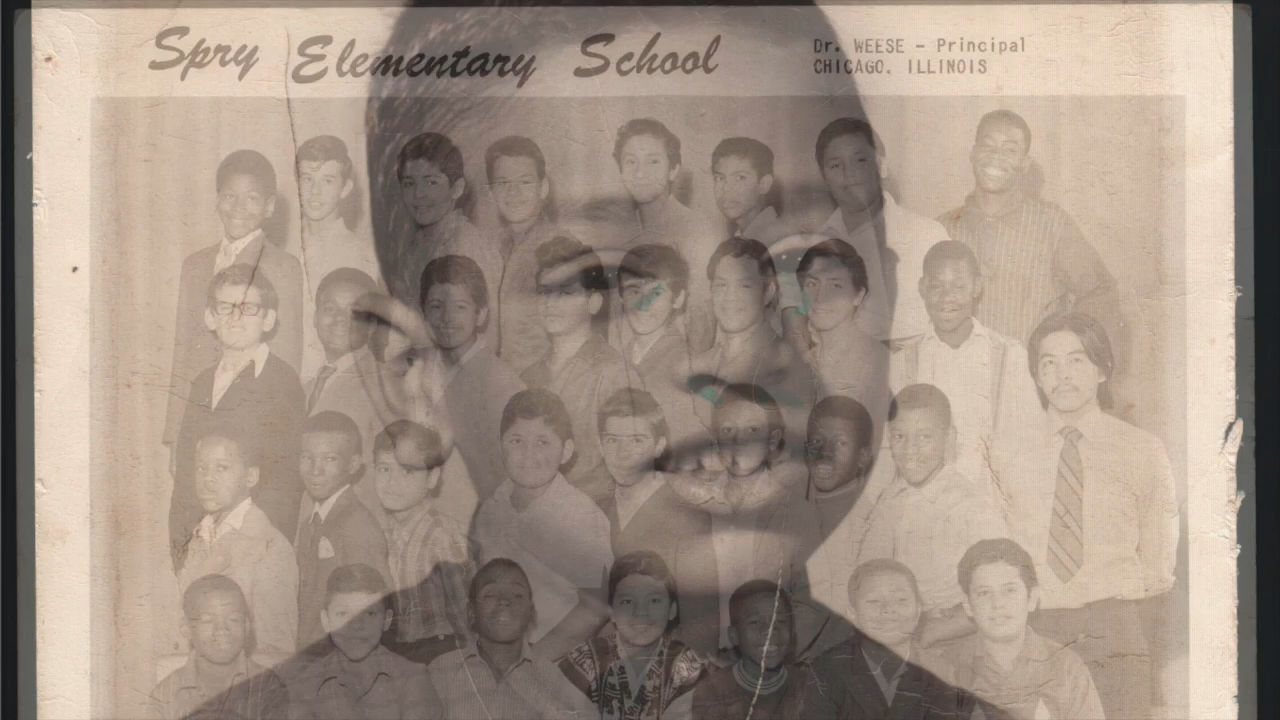 Spry Elementary School
Dr. WEESE - Principal
CHICAGO, ILLINOIS